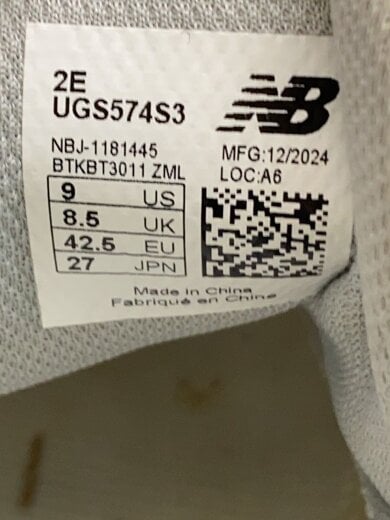 2E
UGS574S3
NB
NBJ-1181445
BTKBT3011 ZML
MFG:12/2024
LOC:A6
9 US
8.5 UK
42.5 EU
27 JPN
Made in China
Fabriqué en Chine